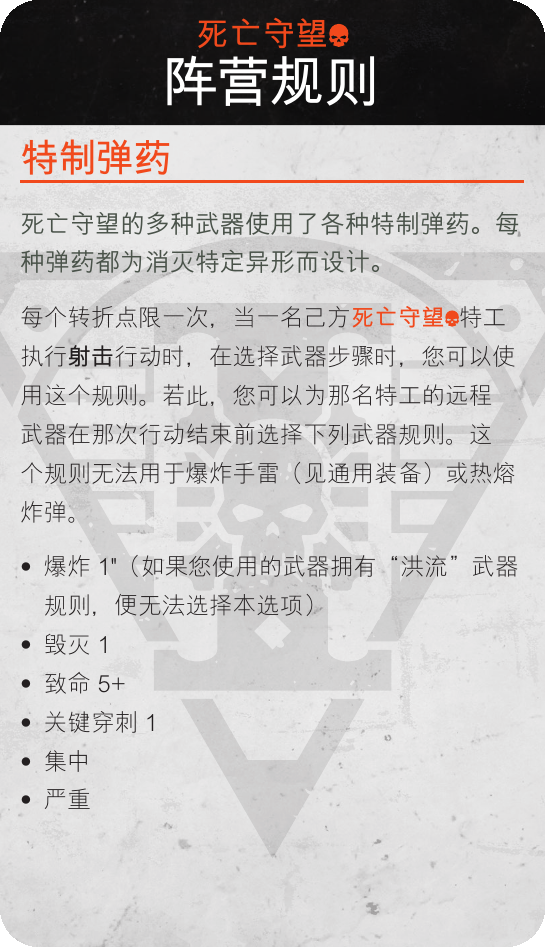 死亡守望
阵营规则
特制弹药
死亡守望的多种武器使用了各种特制弹药。每
种弹药都为消灭特定异形而设计。
每个转折点限一次，当一名己方死亡守望特工
执行射击行动时，在选择武器步骤时，您可以使
用这个规则。若此，您可以为那名特工的远程
武器在那次行动结束前选择下列武器规则。这
个规则无法用于爆炸手雷（见通用装备）或热熔
炸弹。
• 爆炸 1"（如果您使用的武器拥有“洪流”武器
规则，便无法选择本选项）
• 毁灭 1
• 致命 5+
• 关键穿刺 1
• 集中
• 严重